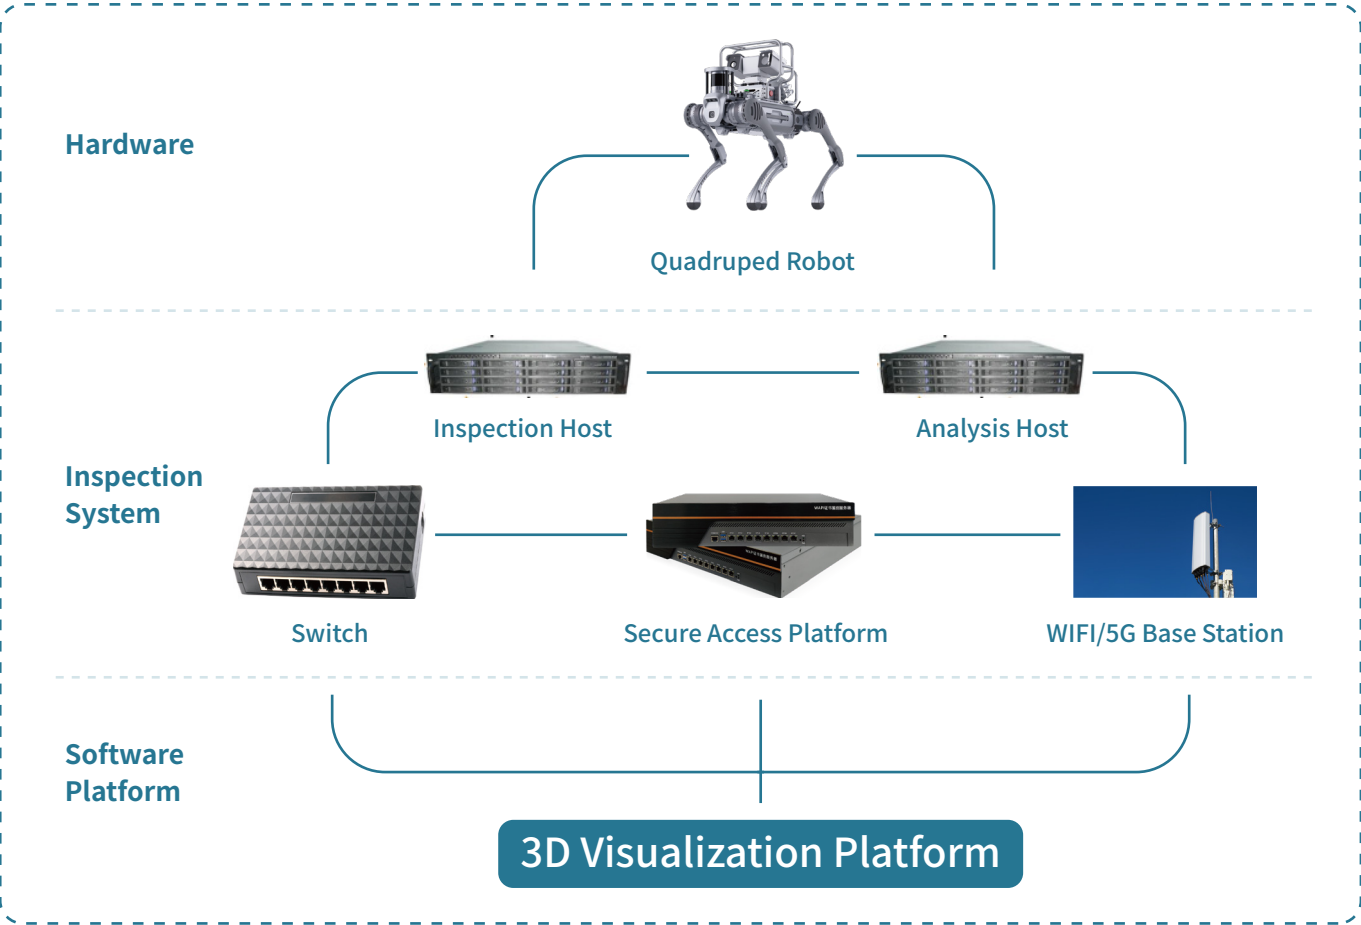 Hardware
Quadruped Robot
Inspection Host
Analysis Host
Inspection
System
Switch
Secure Access Platform
WIFI/5G Base Station
Software
Platform
3D Visualization Platform